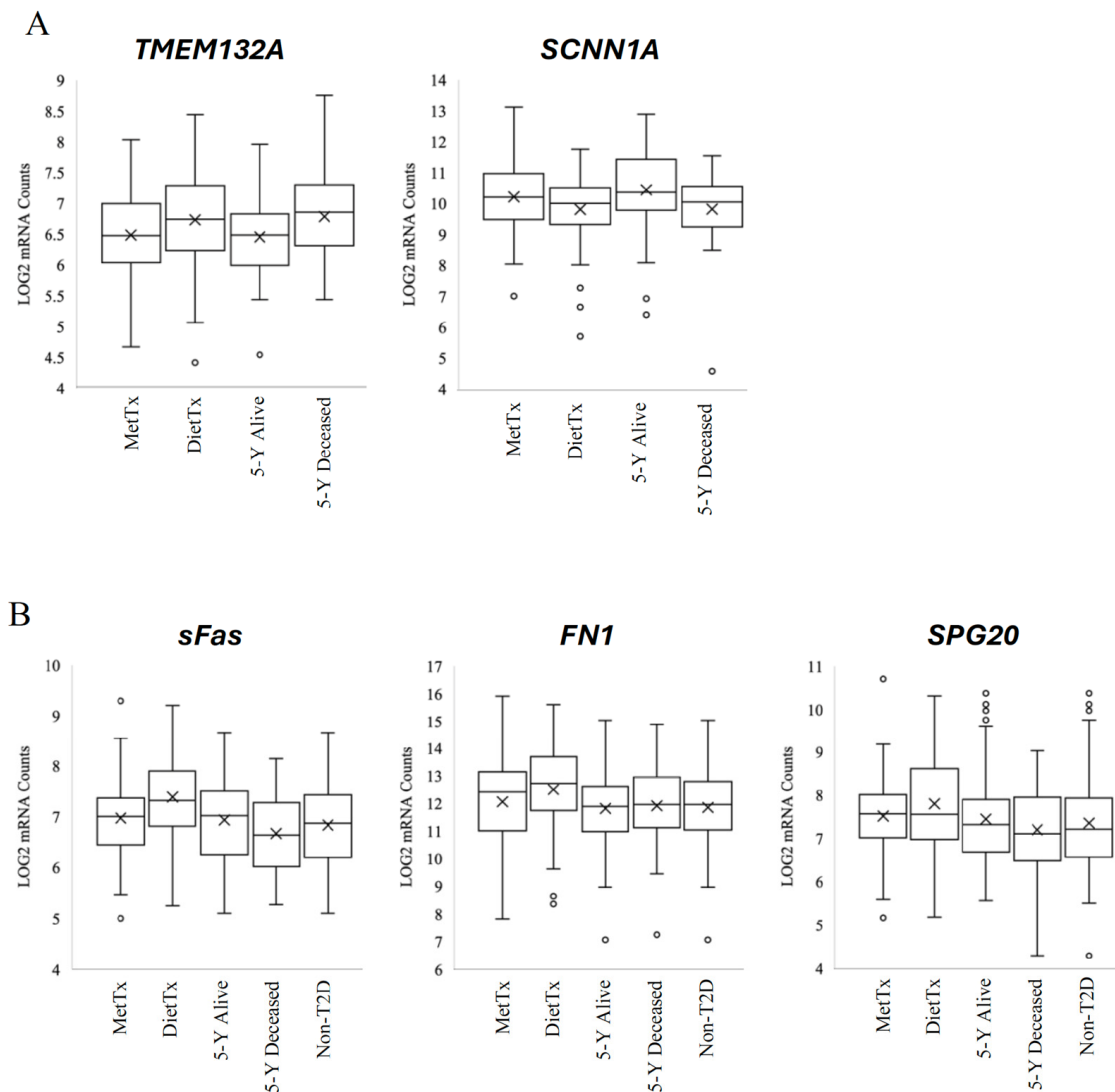 A
TMEM132A
SCNN1A
LOG2 mRNA Counts
9
8.5
8
7.5
7
6.5
6
5.5
5
4.5
4
MetTx
DietTx
5-Y Alive
5-Y Deceased
LOG2 mRNA Counts
14
13
12
11
10
9
8
7
6
5
4
MetTx
DietTx
5-Y Alive
5-Y Deceased
B
sFas
FN1
SPG20
LOG2 mRNA Counts
10
9
8
7
6
5
4
MetTx
DietTx
5-Y Alive
5-Y Deceased
Non-T2D
LOG2 mRNA Counts
17
16
15
14
13
12
11
10
9
8
7
6
MetTx
DietTx
5-Y Alive
5-Y Deceased
Non-T2D
LOG2 mRNA Counts
11
10
9
8
7
6
5
4
MetTx
DietTx
5-Y Alive
5-Y Deceased
Non-T2D